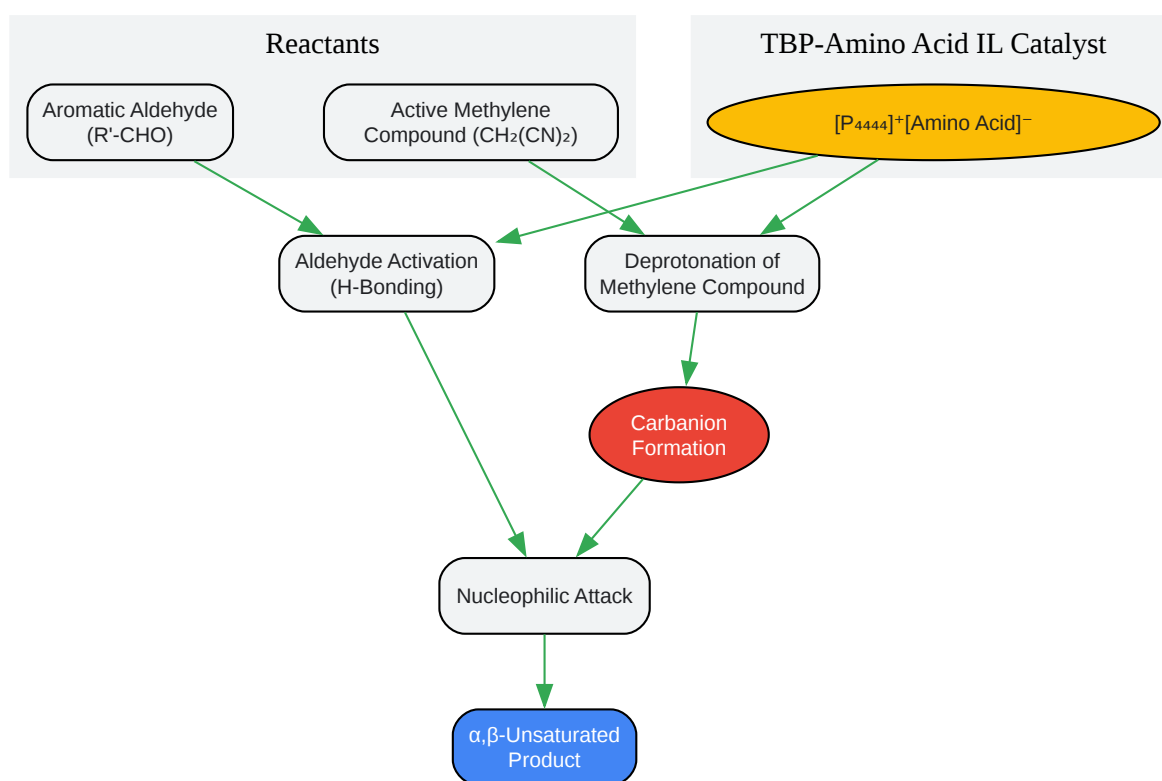 Reactants
TBP-Amino Acid IL Catalyst
Aromatic Aldehyde
(R'-CHO)
Active Methylene
Compound (CH₂(CN)₂)
[P₄₄₄₄]⁺[Amino Acid]⁻
Aldehyde Activation
(H-Bonding)
Deprotonation of
Methylene Compound
Carbanion
Formation
Nucleophilic Attack
α,β-Unsaturated
Product